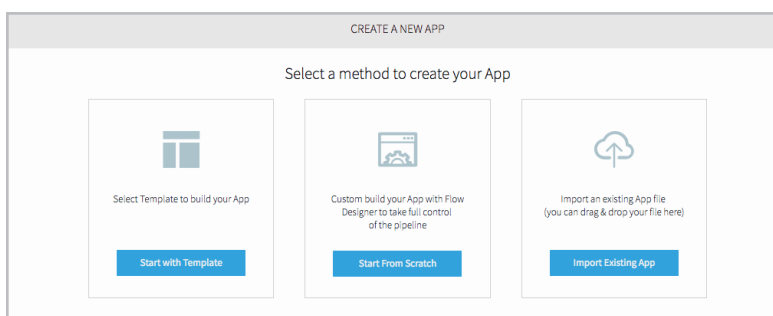 CREATE A NEW APP
Select a method to create your App
Select Template to build your App
Start with Template
Custom build your App with Flow
Designer to take full control
of the pipeline
Start From Scratch
Import an existing App file
(you can drag & drop your file here)
Import Existing App